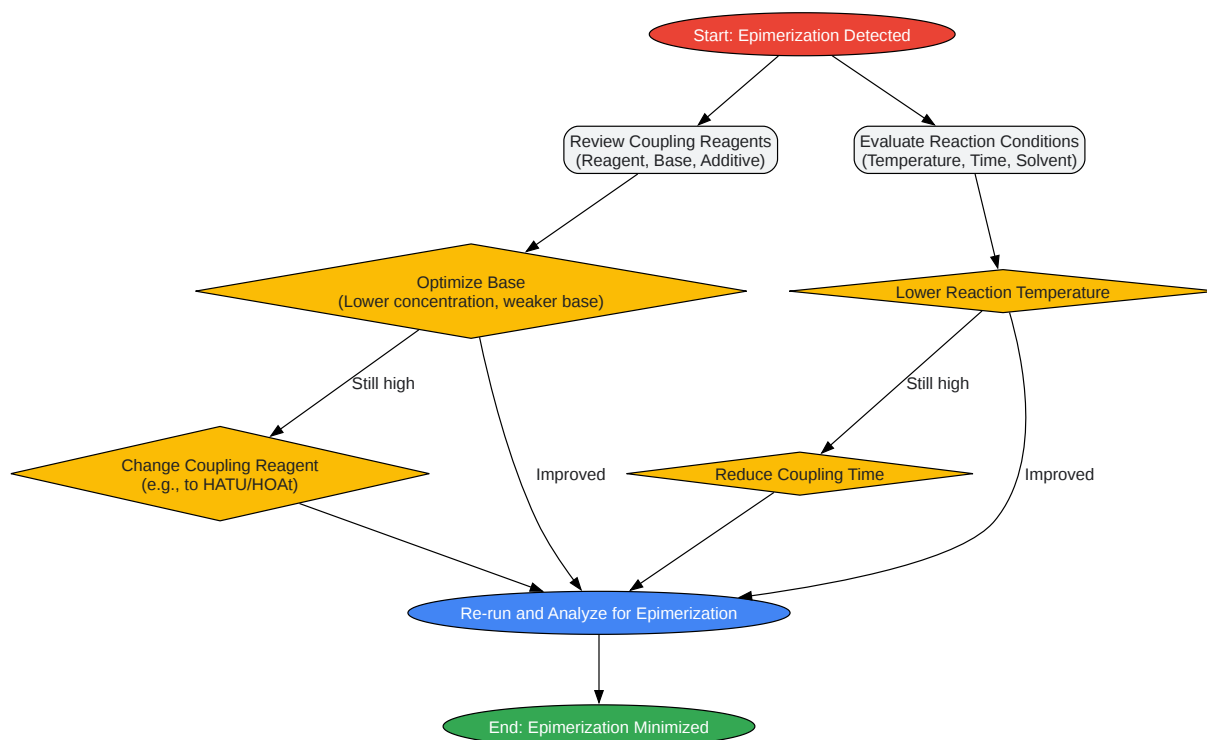 Start: Epimerization Detected
Review Coupling Reagents
(Reagent, Base, Additive)
Evaluate Reaction Conditions
(Temperature, Time, Solvent)
Optimize Base
(Lower concentration, weaker base)
Lower Reaction Temperature
Still high
Still high
Change Coupling Reagent
(e.g., to HATU/HOAt)
Improved
Reduce Coupling Time
Improved
Re-run and Analyze for Epimerization
End: Epimerization Minimized